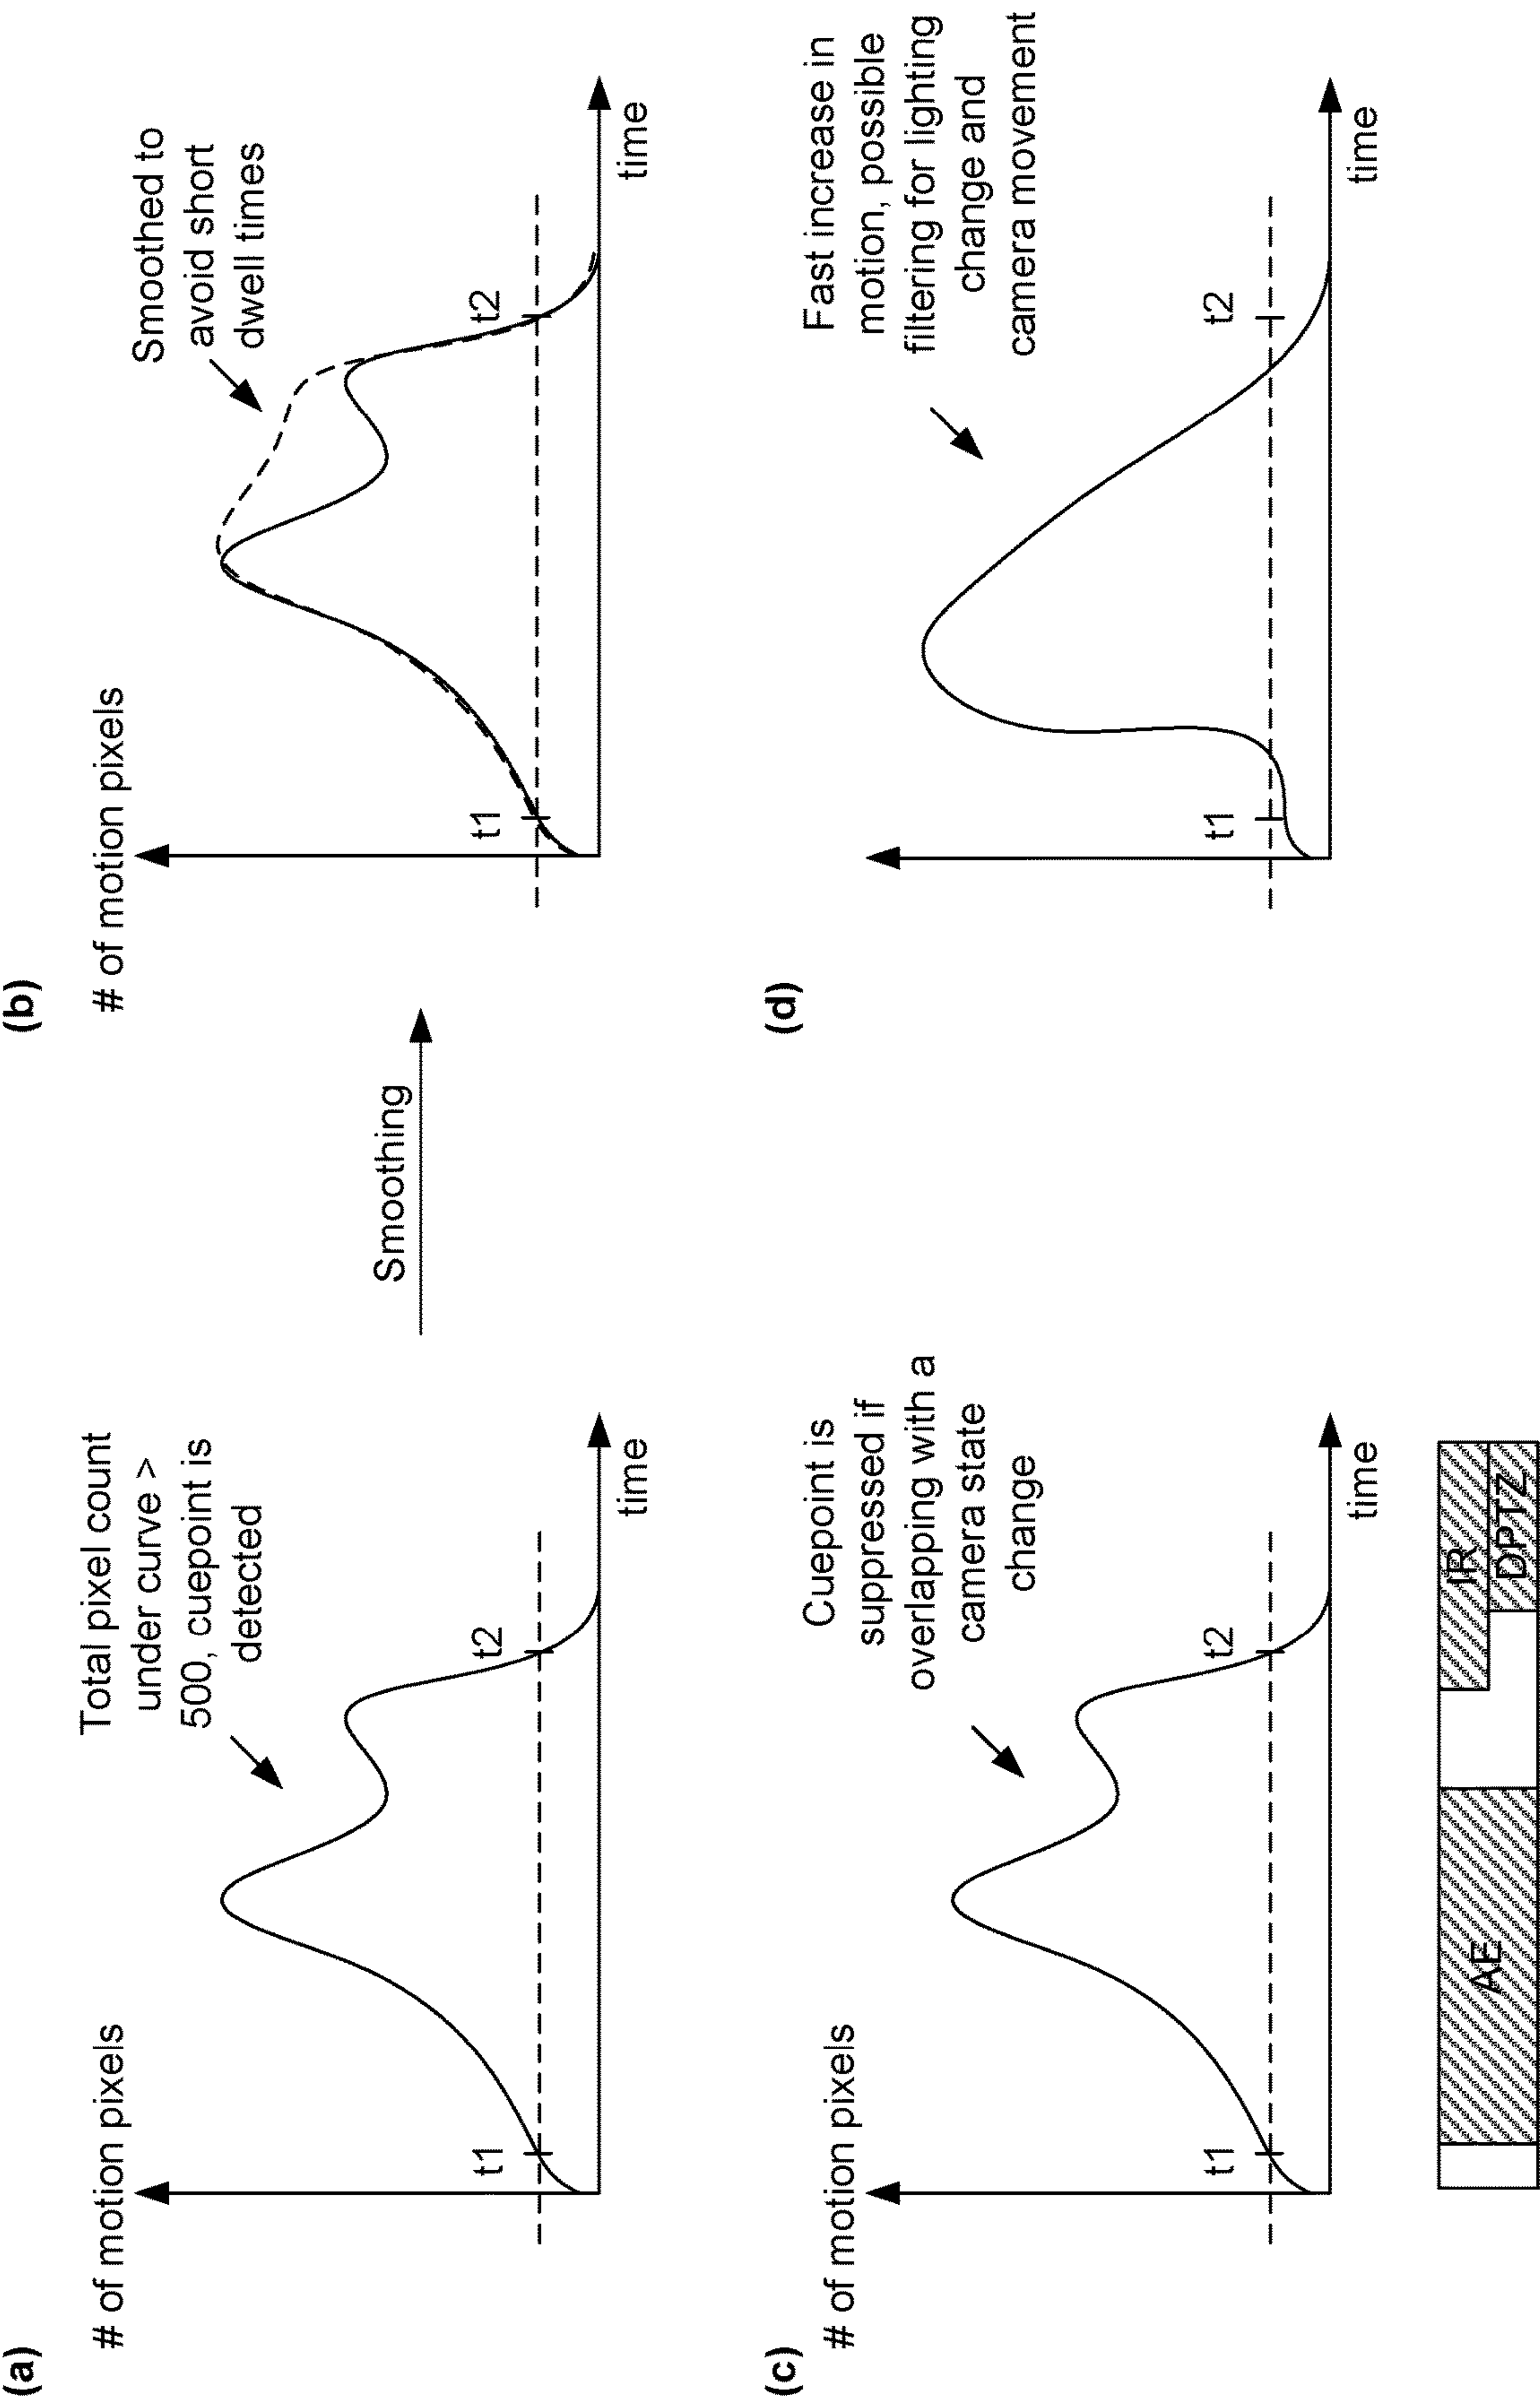 (a)
# of motion pixels
Total pixel count
under curve >
500, cuepoint is
detected
t1
t2
time
Smoothing
(b)
# of motion pixels
Smoothed to
avoid short
dwell times
t1
t2
time
(c)
# of motion pixels
Cuepoint is
suppressed if
overlapping with a
camera state
change
t1
t2
time
AE
IR
DPTZ
(d)
Fast increase in
motion, possible
filtering for lighting
change and
camera movement
t1
t2
time